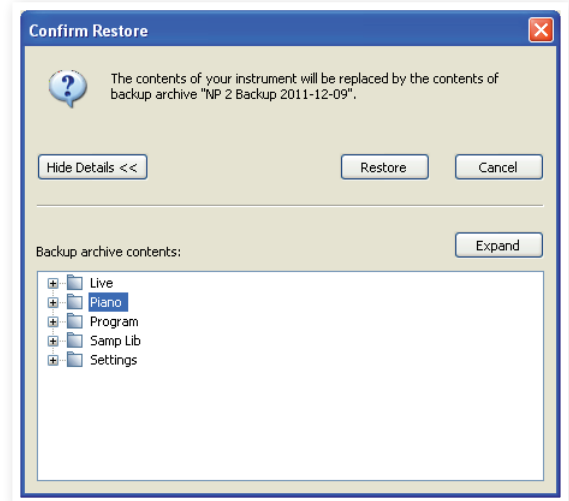 Confirm Restore
The contents of your instrument will be replaced by the contents of
backup archive "NP 2 Backup 2011-12-09".
Hide Details <<
Restore
Cancel
Expand
Backup archive contents:
Live
Piano
Program
Samp Lib
Settings